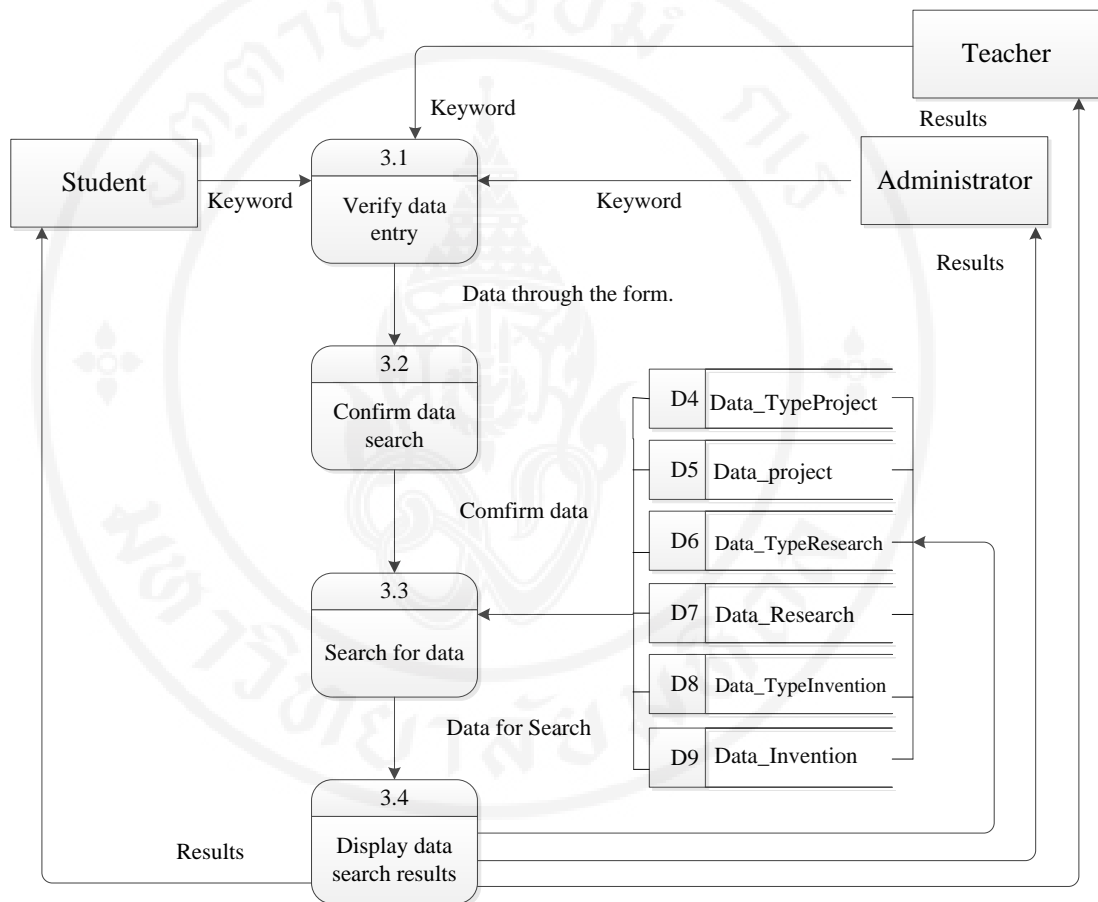 Teacher
Keyword
Results
Student
3.1
Administrator
Keyword
Verify data
entry
Keyword
Results
Data through the form.
3.2
Confirm data
search
D4 Data_TypeProject
D5 Data_project
Comfirm data
D6 Data_TypeResearch
3.3
Search for data
D7 Data_Research
D8 Data_TypeInvention
Data for Search
D9 Data_Invention
3.4
Display data
search results
Results